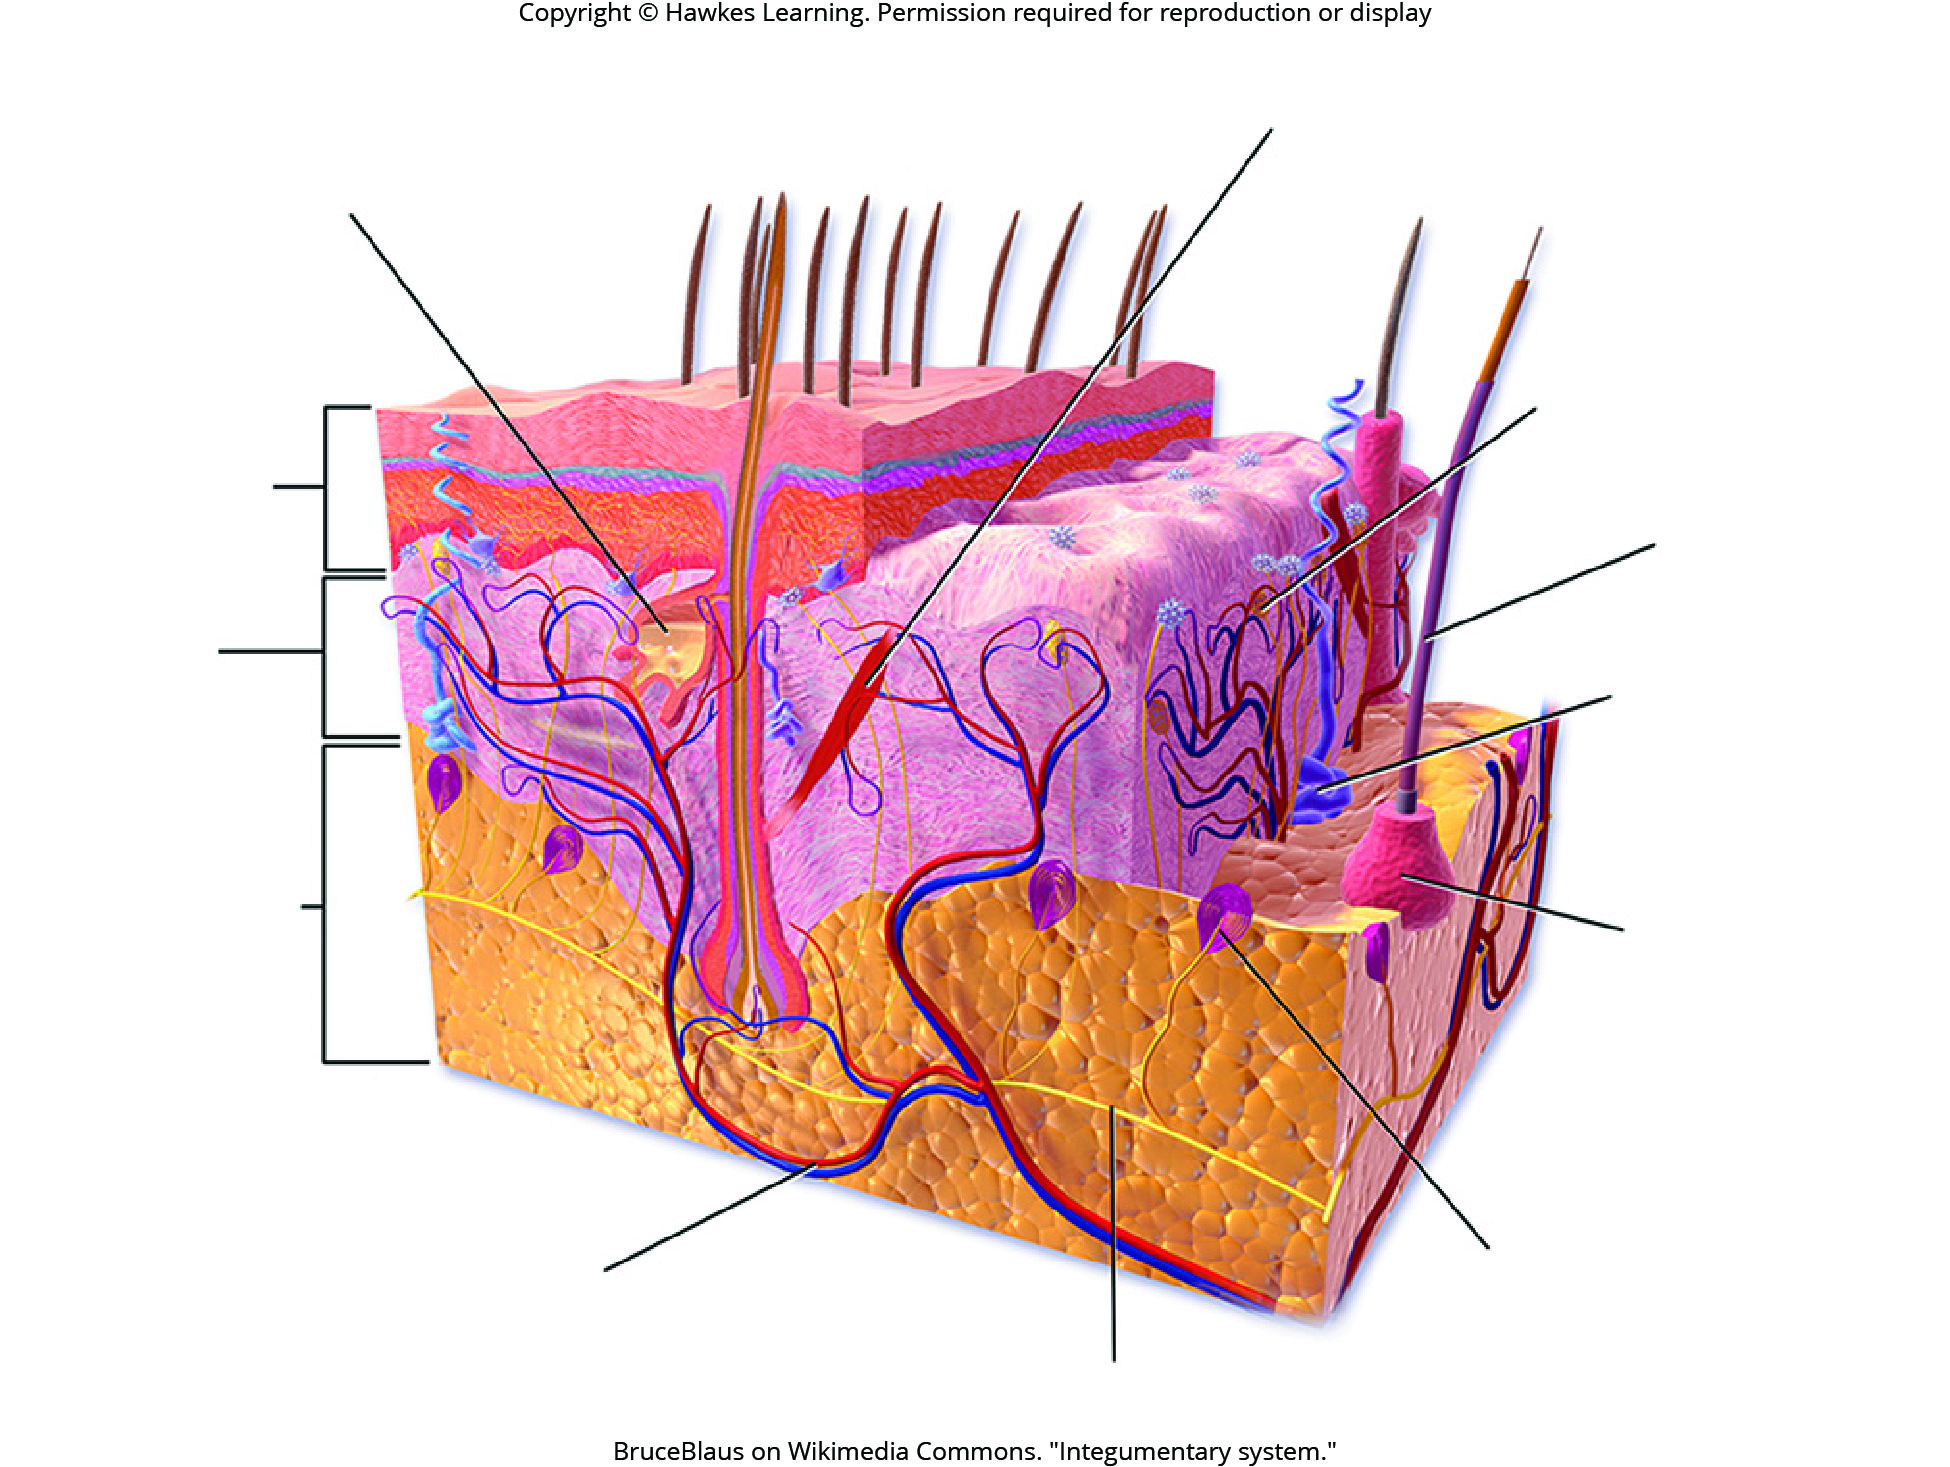 Copyright © Hawkes Learning. Permission required for reproduction or display
BruceBlaus on Wikimedia Commons. "Integumentary system."